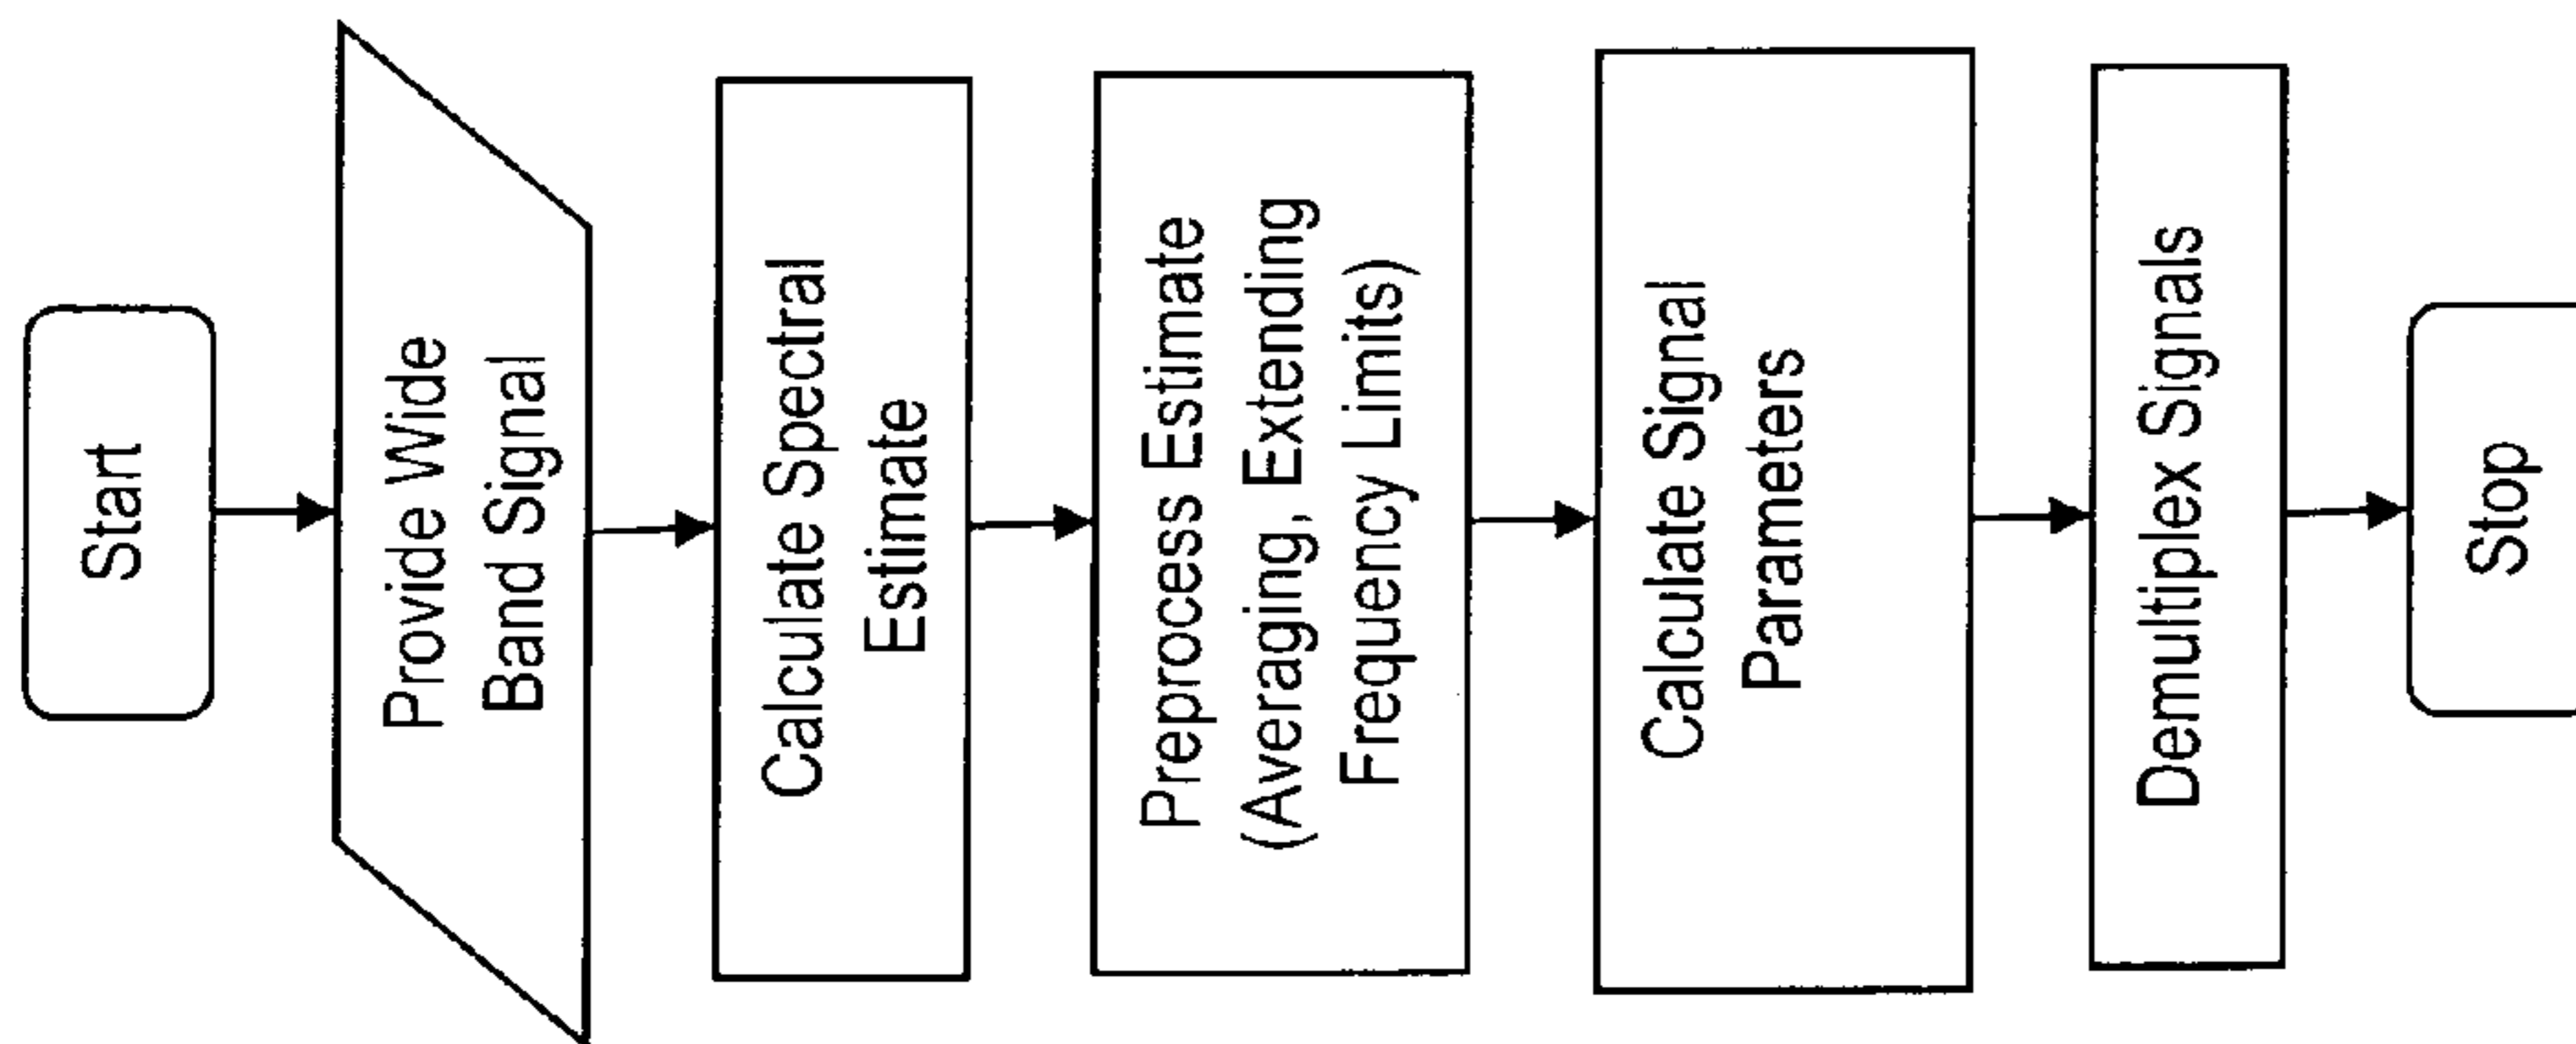 Start
Provide Wide
Band Signal
Calculate Spectral
Estimate
Preprocess Estimate
(Averaging, Extending
Frequency Limits)
Calculate Signal
Parameters
Demultiplex Signals
Stop